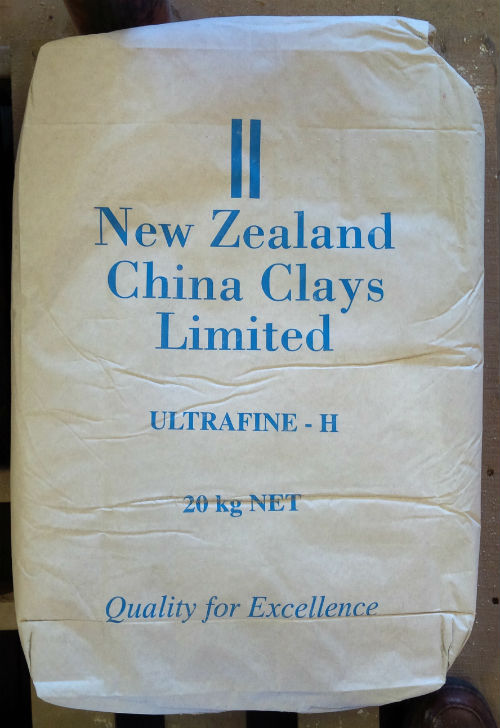 New Zealand
China Clays
Limited
ULTRAFINE - H
20 kg NET
Quality for Excellence